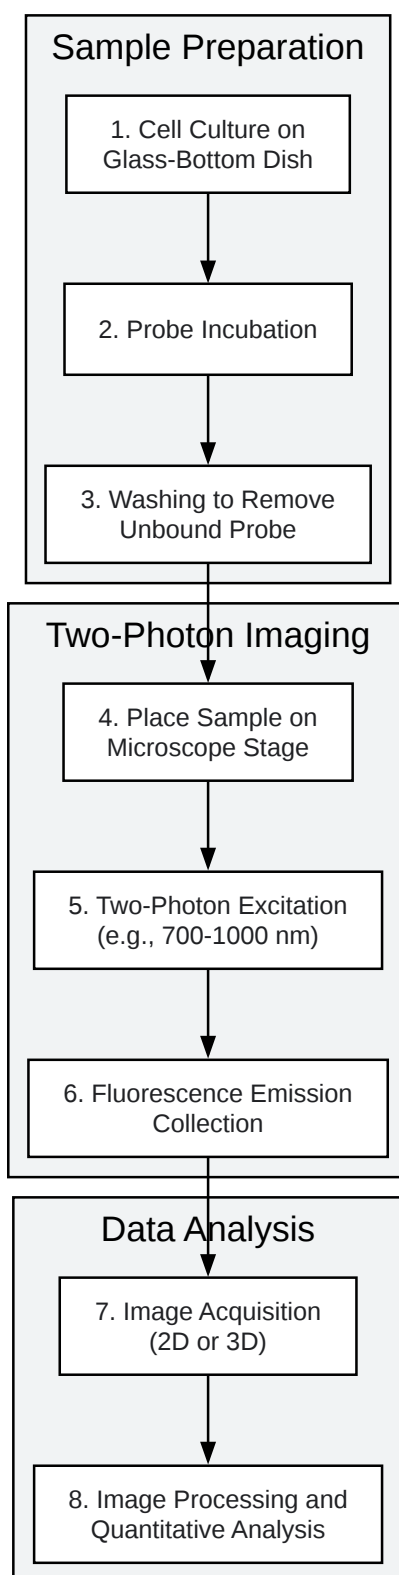 Sample Preparation
1. Cell Culture on
Glass-Bottom Dish
2. Probe Incubation
3. Washing to Remove
Unbound Probe
Two-Photon Imaging
4. Place Sample on
Microscope Stage
5. Two-Photon Excitation
(e.g., 700-1000 nm)
6. Fluorescence Emission
Collection
Data Analysis
7. Image Acquisition
(2D or 3D)
8. Image Processing and
Quantitative Analysis